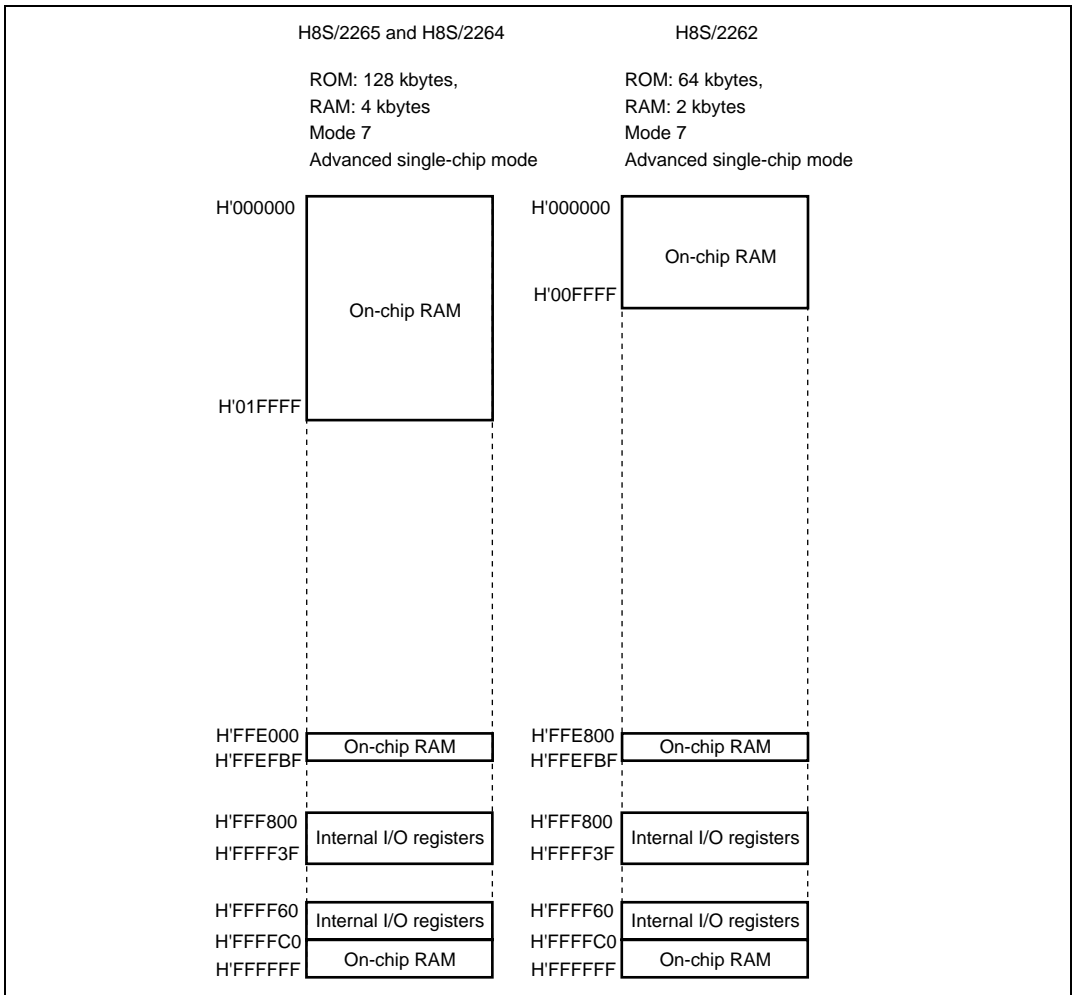 H8S/2265 and H8S/2264
ROM: 128 kbytes,
RAM: 4 kbytes
Mode 7
Advanced single-chip mode
H'000000
On-chip RAM
H'01FFFF
H'FFE000
On-chip RAM
H'FFEFBF
H'FFF800
Internal I/O registers
H'FFFF3F
H'FFFF60
Internal I/O registers
H'FFFFC0
On-chip RAM
H'FFFFFF
H8S/2262
ROM: 64 kbytes,
RAM: 2 kbytes
Mode 7
Advanced single-chip mode
H'000000
On-chip RAM
H'00FFFF
H'FFE800
On-chip RAM
H'FFEFBF
H'FFF800
Internal I/O registers
H'FFFF3F
H'FFFF60
Internal I/O registers
H'FFFFC0
On-chip RAM
H'FFFFFF